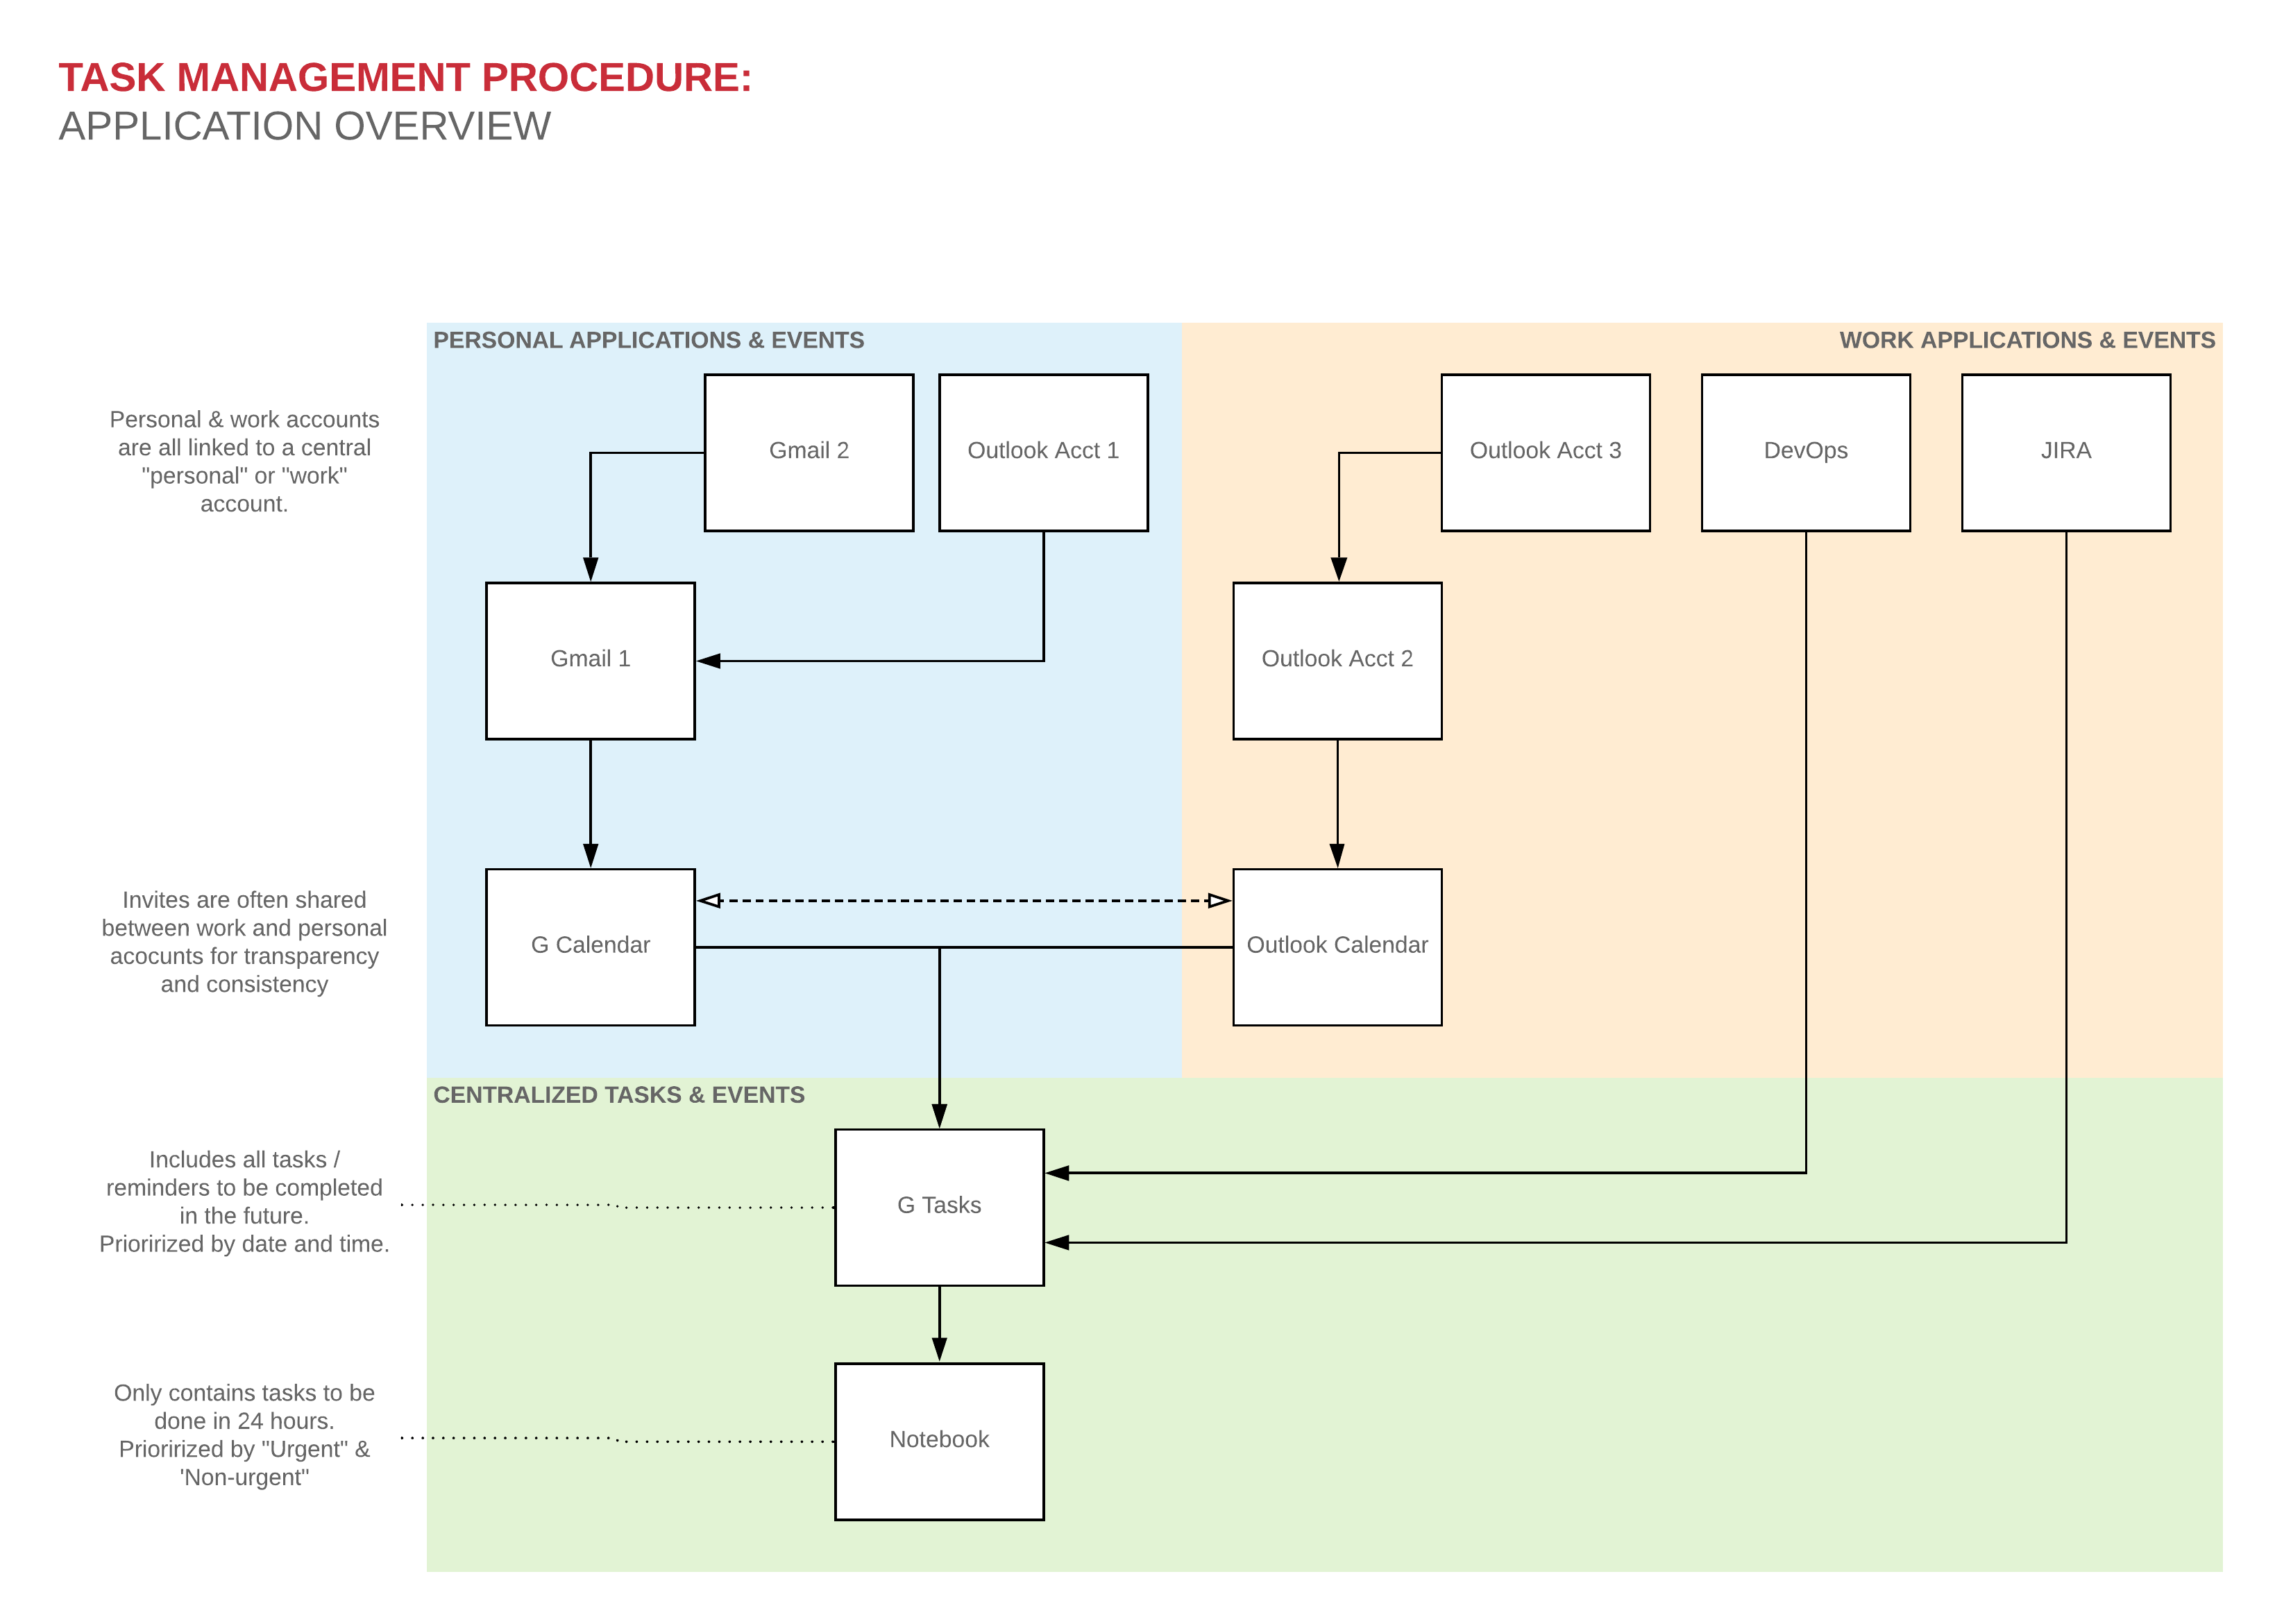 TASK MANAGEMENT PROCEDURE:
APPLICATION OVERVIEW
PERSONAL APPLICATIONS & EVENTS
WORK APPLICATIONS & EVENTS
Personal & work accounts
are all linked to a central
"personal" or "work"
account.
Gmail 2
Outlook Acct 1
Outlook Acct 3
DevOps
JIRA
Gmail 1
Outlook Acct 2
Invites are often shared
between work and personal
acocunts for transparency
and consistency
G Calendar
Outlook Calendar
CENTRALIZED TASKS & EVENTS
Includes all tasks /
reminders to be completed
in the future.
Priorirized by date and time.
G Tasks
Only contains tasks to be
done in 24 hours.
Priorirized by "Urgent" &
'Non-urgent"
Notebook